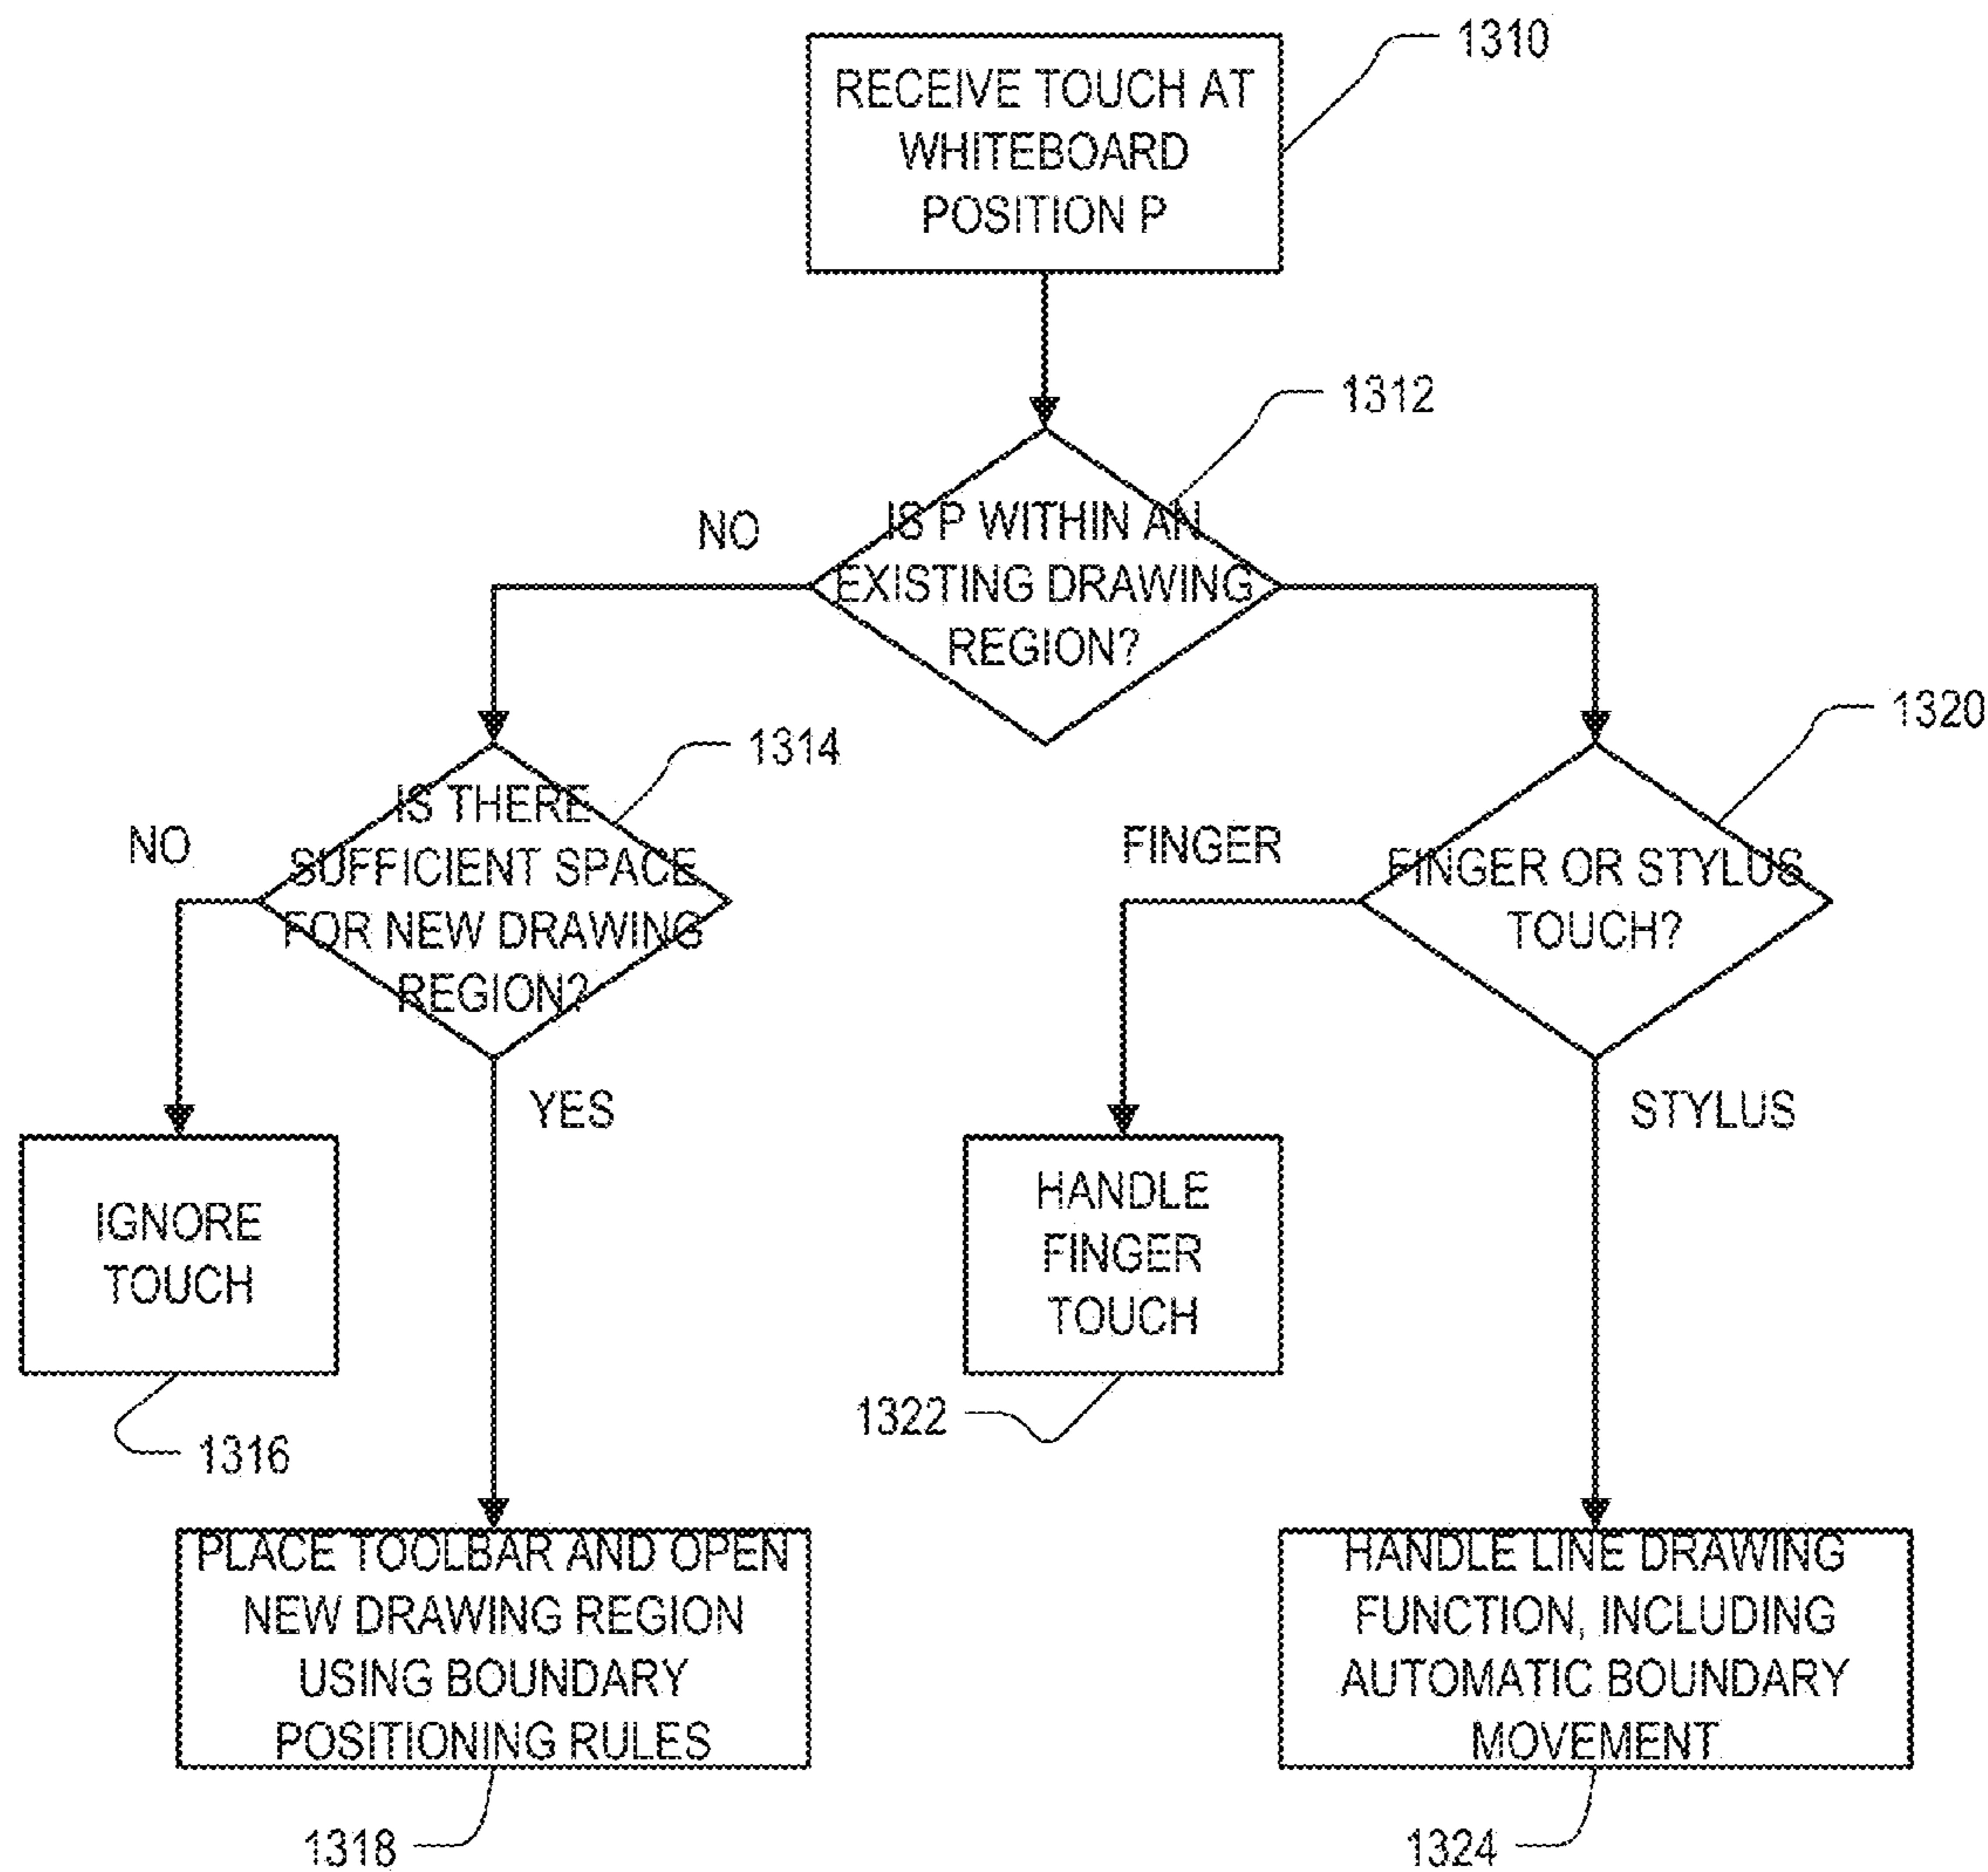 1310
RECEIVE TOUCH AT
WHITEBOARD
POSITION P
1312
IS P WITHIN AN
EXISTING DRAWING
REGION?
NO
1314
IS THERE
SUFFICIENT SPACE
FOR NEW DRAWING
REGION?
NO
YES
1320
FINGER OR STYLUS
TOUCH?
FINGER
STYLUS
IGNORE
TOUCH
1316
HANDLE
FINGER
TOUCH
1322
PLACE TOOLBAR AND OPEN
NEW DRAWING REGION
USING BOUNDARY
POSITIONING RULES
1318
HANDLE LINE DRAWING
FUNCTION, INCLUDING
AUTOMATIC BOUNDARY
MOVEMENT
1324